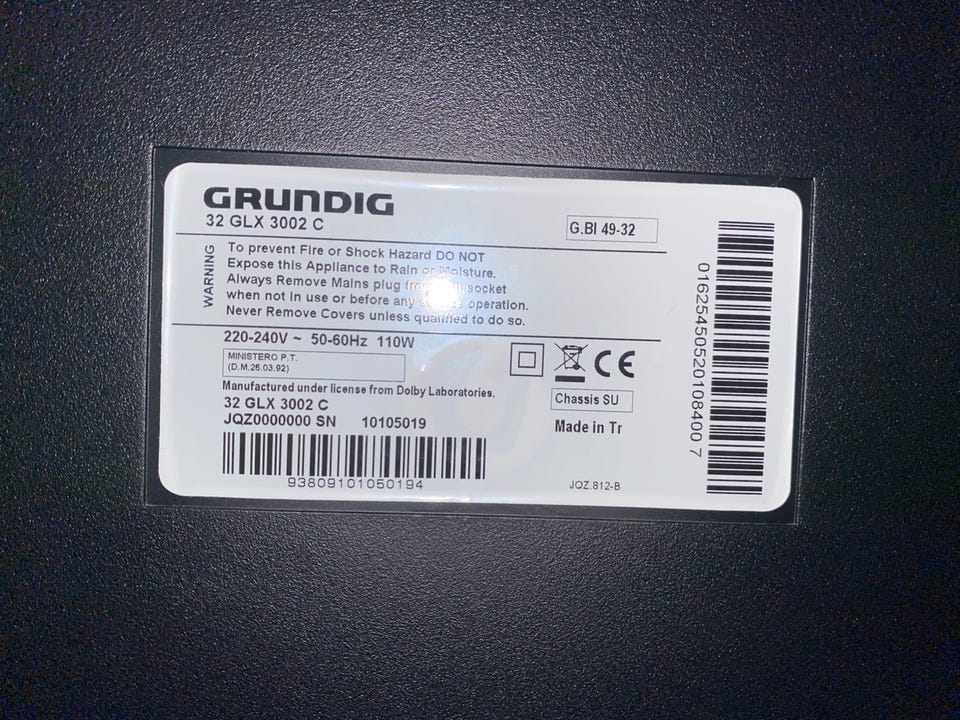 GRUNDIG
32 GLX 3002 C
G.BI 49-32
WARNING
To prevent Fire or Shock Hazard DO NOT
Expose this Appliance to Rain or Moisture.
Always Remove Mains plug from socket
when not in use or before any operation.
Never Remove Covers unless qualified to do so.
220-240V ~ 50-60Hz 110W
MINISTERO P.T.
(D.M.26.03.92)
CE
Manufactured under license from Dolby Laboratories.
Chassis SU
32 GLX 3002 C
JQZ0000000 SN 10105019
Made in Tr
93809101050194
JQZ.812-B
01625450520108400 7